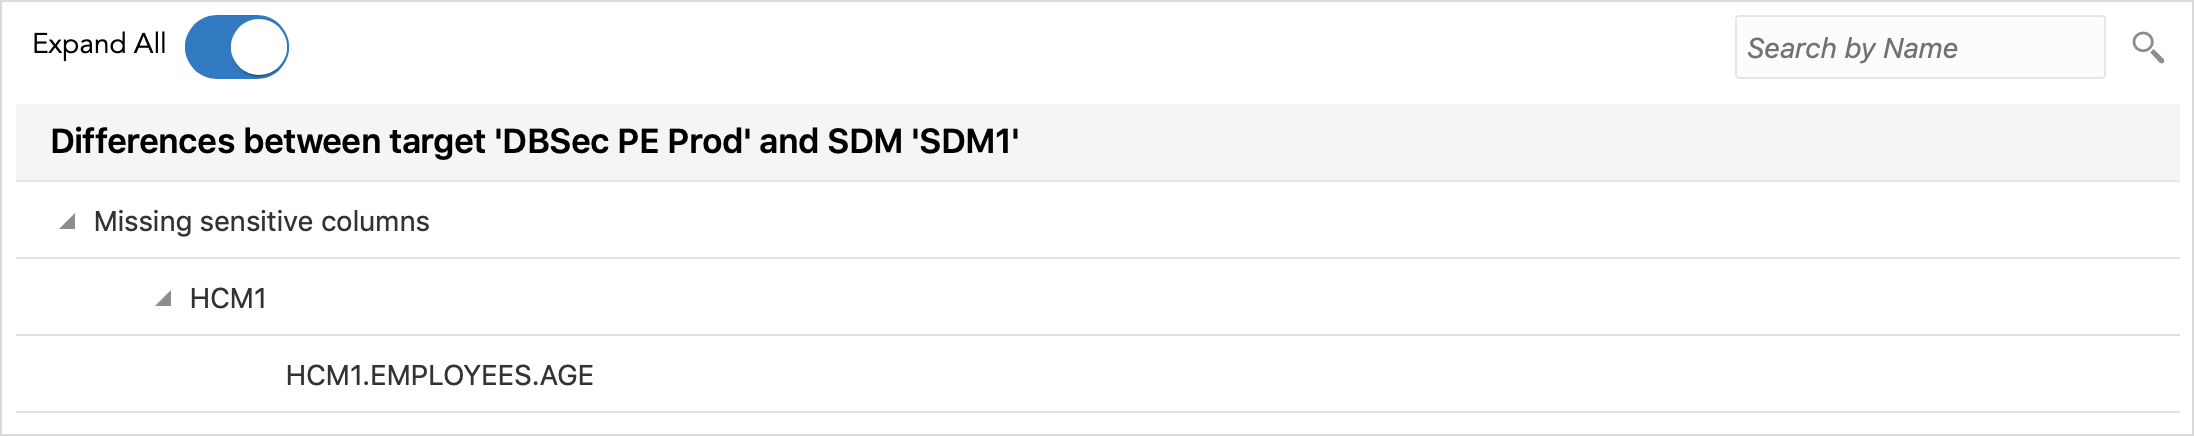 Expand All
Search by Name
Differences between target 'DBSec PE Prod' and SDM 'SDM1'
Missing sensitive columns
HCM1
HCM1.EMPLOYEES.AGE